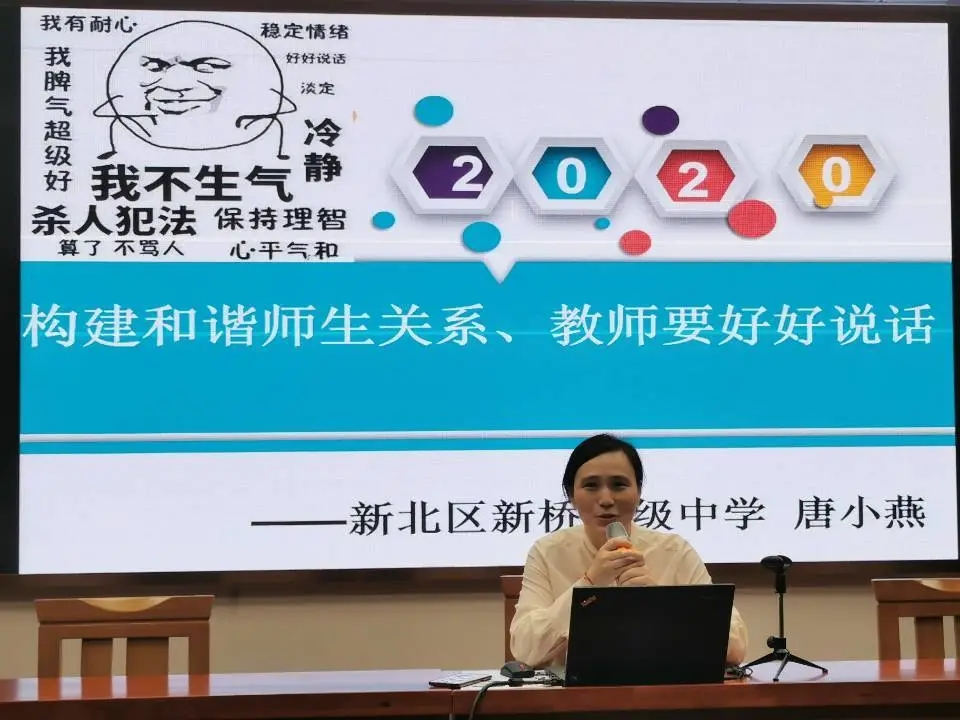 我有耐心
稳定情绪
好好说话
淡定
我脾气超级好
冷静
我不生气
杀人犯法 保持理智
算了 不骂人 心平气和
2020
构建和谐师生关系、教师要好好说话
——新北区新桥 级中学 唐小燕
ThinkPad